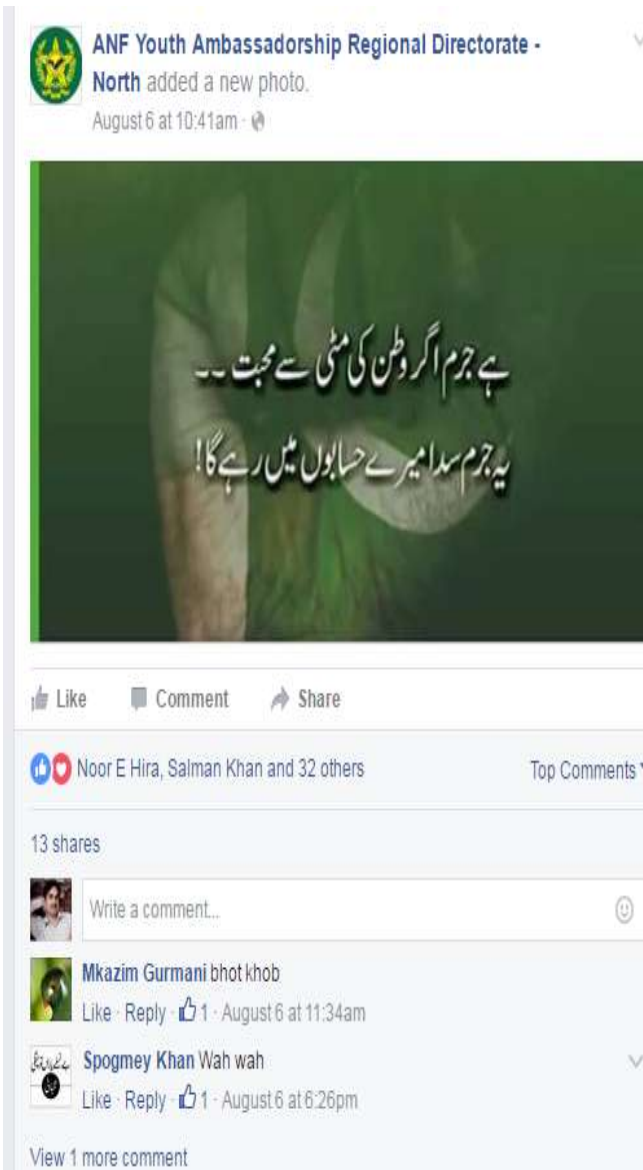 ANF Youth Ambassadorship Regional Directorate -
North added a new photo.
August 6 at 10:41am ·
ہے جرم اگر وطن کی مٹی سے محبت ۔۔
یہ جرم سدا میرے حسابوں میں رہے گا!
Like Comment Share
Noor E Hira, Salman Khan and 32 others Top Comments
13 shares
Write a comment...
Mkazim Gurmani bhot khob
Like · Reply · 1 · August 6 at 11:34am
Spogmey Khan Wah wah
Like · Reply · 1 · August 6 at 6:26pm
View 1 more comment